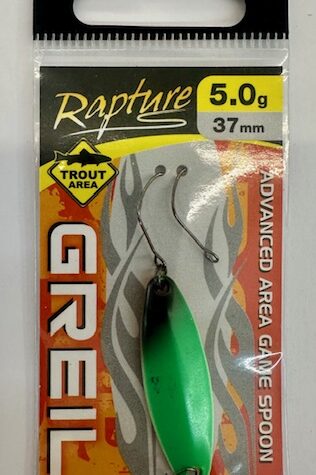 Rapture
5.0g
37mm
TROUT
AREA
GREIL
ADVANCED AREA GAME SPOON